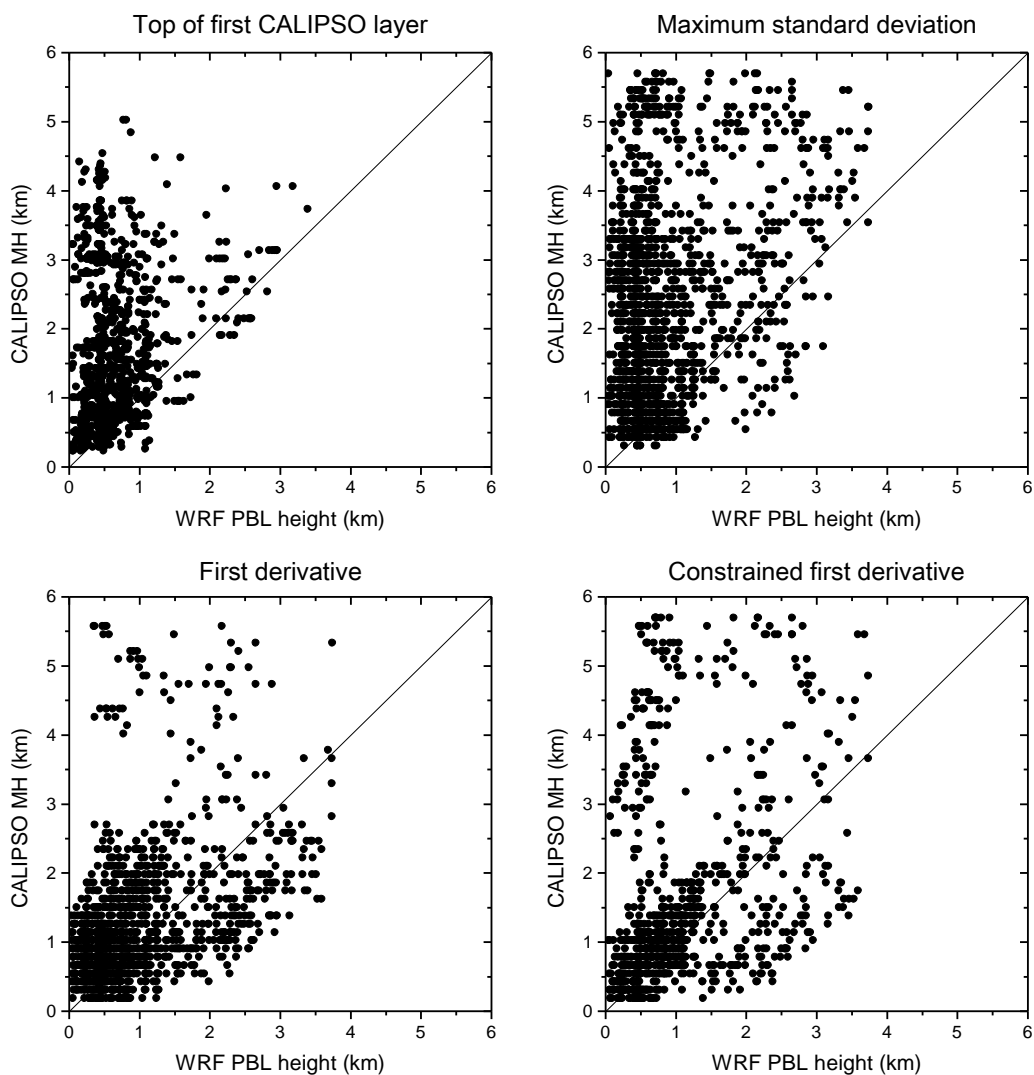 Top of first CALIPSO layer
6
5
4
3
2
1
0
CALIPSO MH (km)
0 1 2 3 4 5 6
WRF PBL height (km)
Maximum standard deviation
6
5
4
3
2
1
0
CALIPSO MH (km)
0 1 2 3 4 5 6
WRF PBL height (km)
First derivative
6
5
4
3
2
1
0
CALIPSO MH (km)
0 1 2 3 4 5 6
WRF PBL height (km)
Constrained first derivative
6
5
4
3
2
1
0
CALIPSO MH (km)
0 1 2 3 4 5 6
WRF PBL height (km)